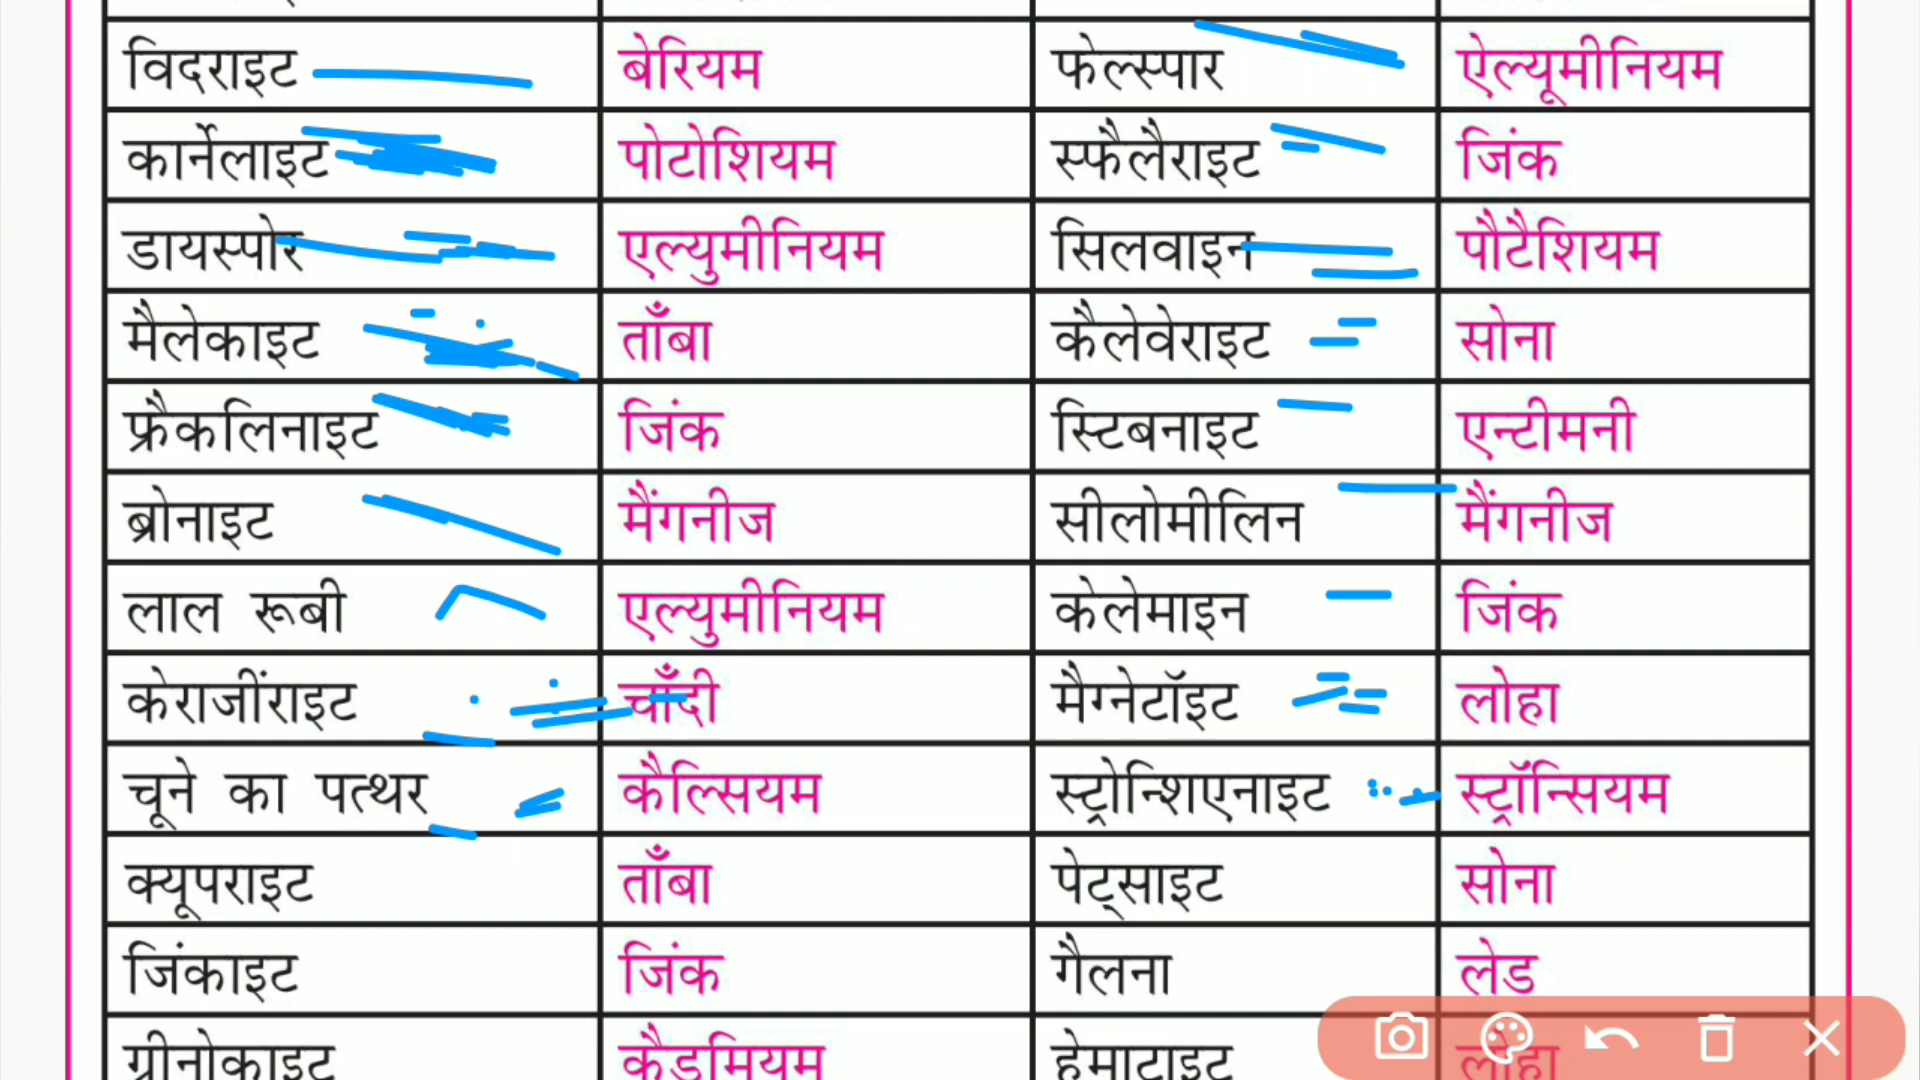 विदराइट बेरियम फेल्स्पार ऐल्यूमीनियम
कार्नेलाइट पोटोशियम स्फैलैराइट जिंक
डायस्पोर एल्युमीनियम सिलवाइन पौटैशियम
मैलेकाइट ताँबा कैलेवेराइट सोना
फ्रैकलिनाइट जिंक स्टिबनाइट एन्टीमनी
ब्रोनाइट मैंगनीज सीलोमीलिन मैंगनीज
लाल रूबी एल्युमीनियम केलेमाइन जिंक
केराजींराइट चाँदी मैग्नेटॉइट लोहा
चूने का पत्थर कैल्सियम स्ट्रोन्शिएनाइट स्ट्रॉन्सियम
क्यूपराइट ताँबा पेट्साइट सोना
जिंकाइट जिंक गैलना लेड
ग्रीनोकाइट कैडमियम हेमाटाइट लोहा